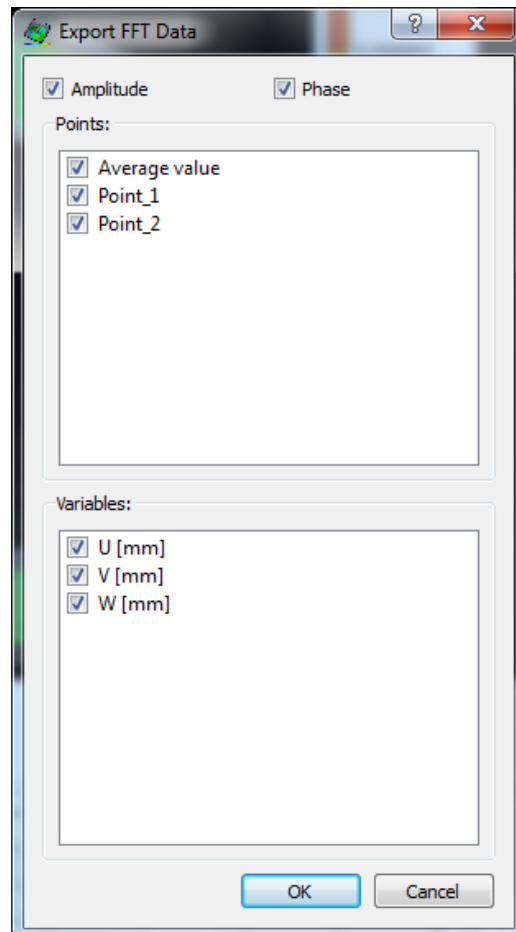 Export FFT Data
Amplitude Phase
Points:
Average value
Point_1
Point_2
Variables:
U [mm]
V [mm]
W [mm]
OK Cancel